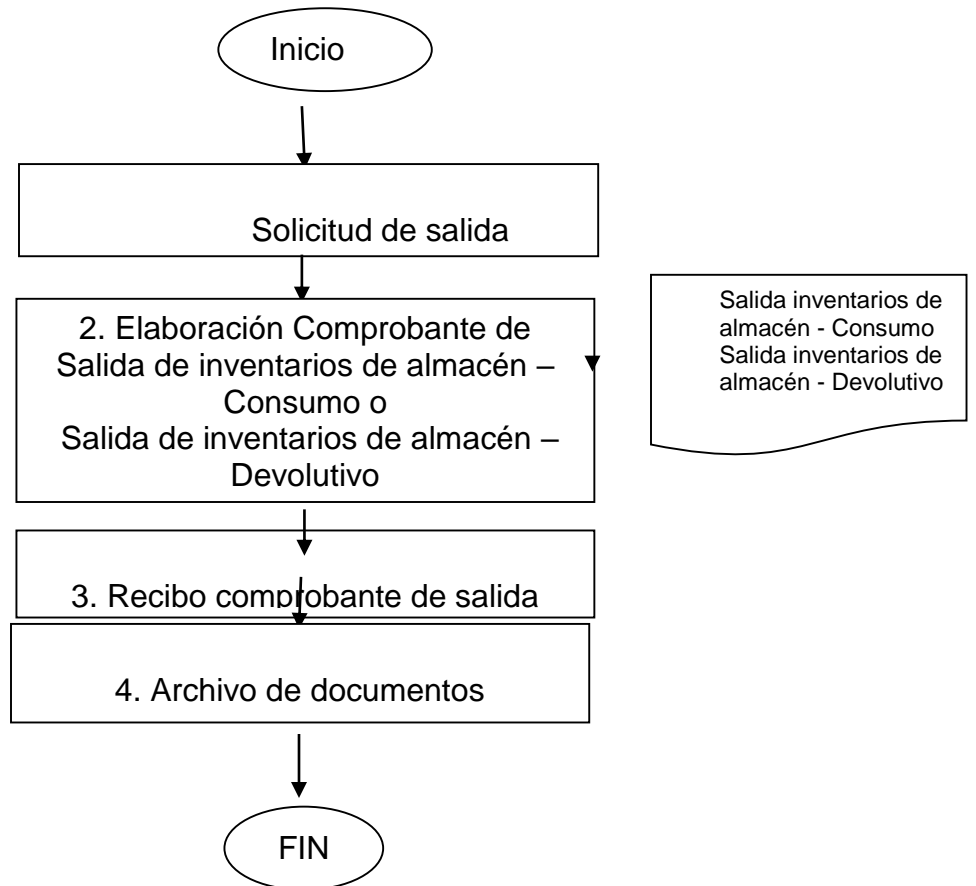 Inicio
Solicitud de salida
2. Elaboración Comprobante de
Salida de inventarios de almacén –
Consumo o
Salida de inventarios de almacén –
Devolutivo
Salida inventarios de
almacén - Consumo
Salida inventarios de
almacén - Devolutivo
3. Recibo comprobante de salida
4. Archivo de documentos
FIN